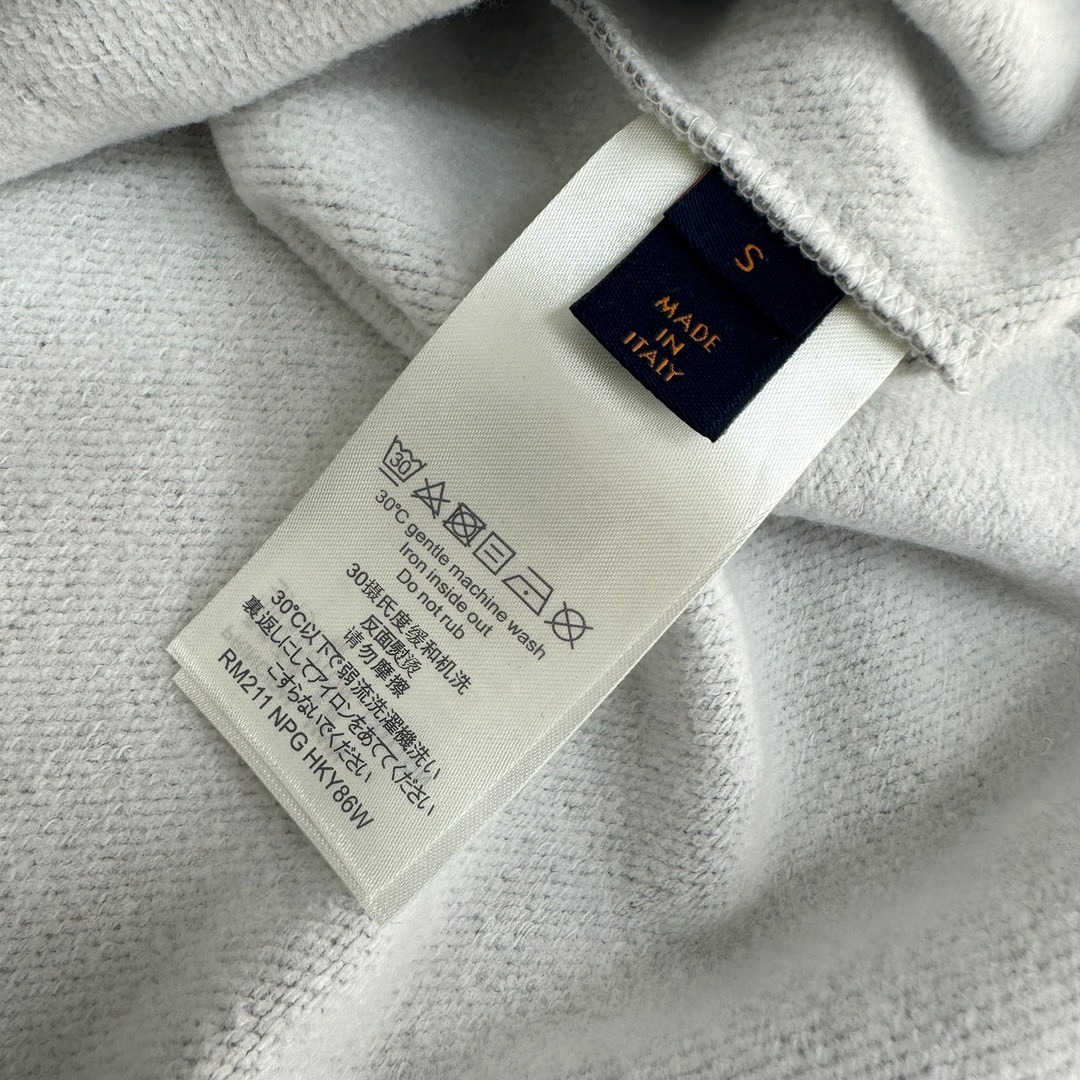 S
MADE
IN
ITALY
30
30°C gentle machine wash
Iron inside out
Do not rub
30摄氏度缓和机洗
反面熨烫
请勿摩擦
30℃以下で弱流洗濯機洗い
裏返しにしてアイロンをあててください
こすらないでください
RM211 NPG HKY86W